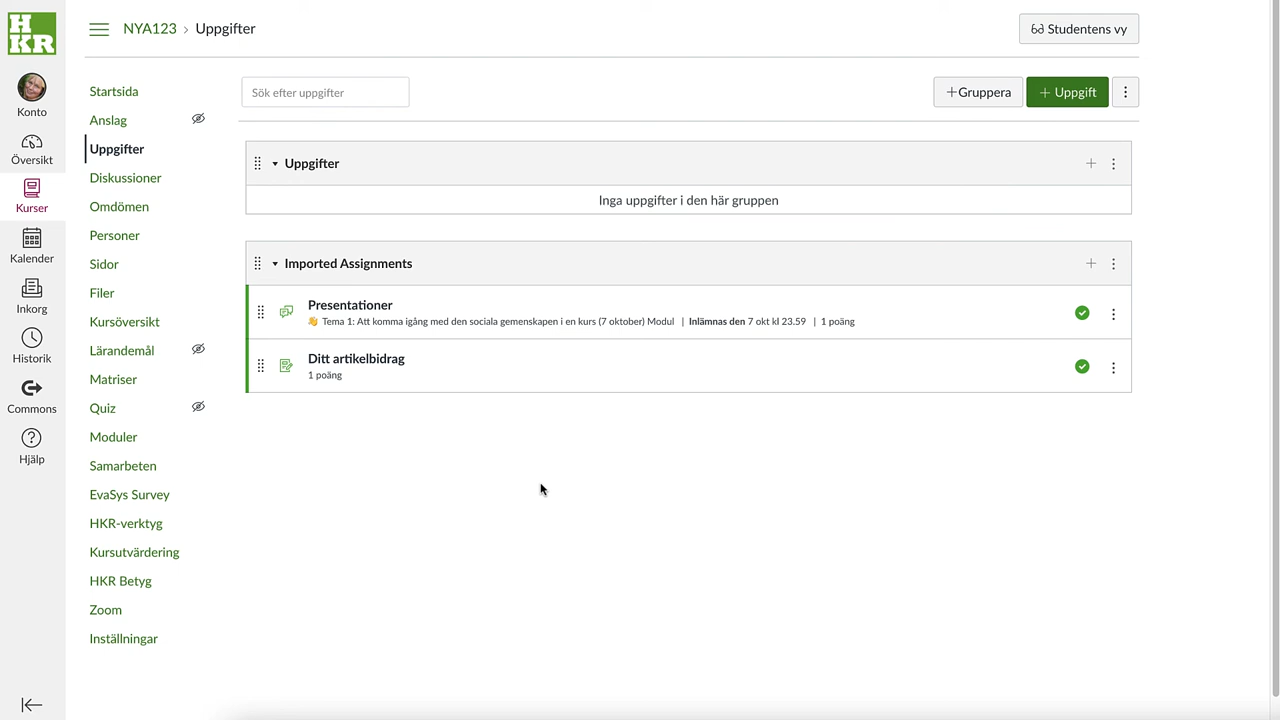 HKR
Konto
Översikt
Kurser
Kalender
Inkorg
Historik
Commons
Hjälp
NYA123 › Uppgifter
Studentens vy
Startsida
Anslag
Uppgifter
Diskussioner
Omdömen
Personer
Sidor
Filer
Kursöversikt
Lärandemål
Matriser
Quiz
Moduler
Samarbeten
EvaSys Survey
HKR-verktyg
Kursutvärdering
HKR Betyg
Zoom
Inställningar
Sök efter uppgifter
+Gruppera
+ Uppgift
Uppgifter
Inga uppgifter i den här gruppen
Imported Assignments
Presentationer
👋 Tema 1: Att komma igång med den sociala gemenskapen i en kurs (7 oktober) Modul | Inlämnas den 7 okt kl 23.59 | 1 poäng
Ditt artikelbidrag
1 poäng